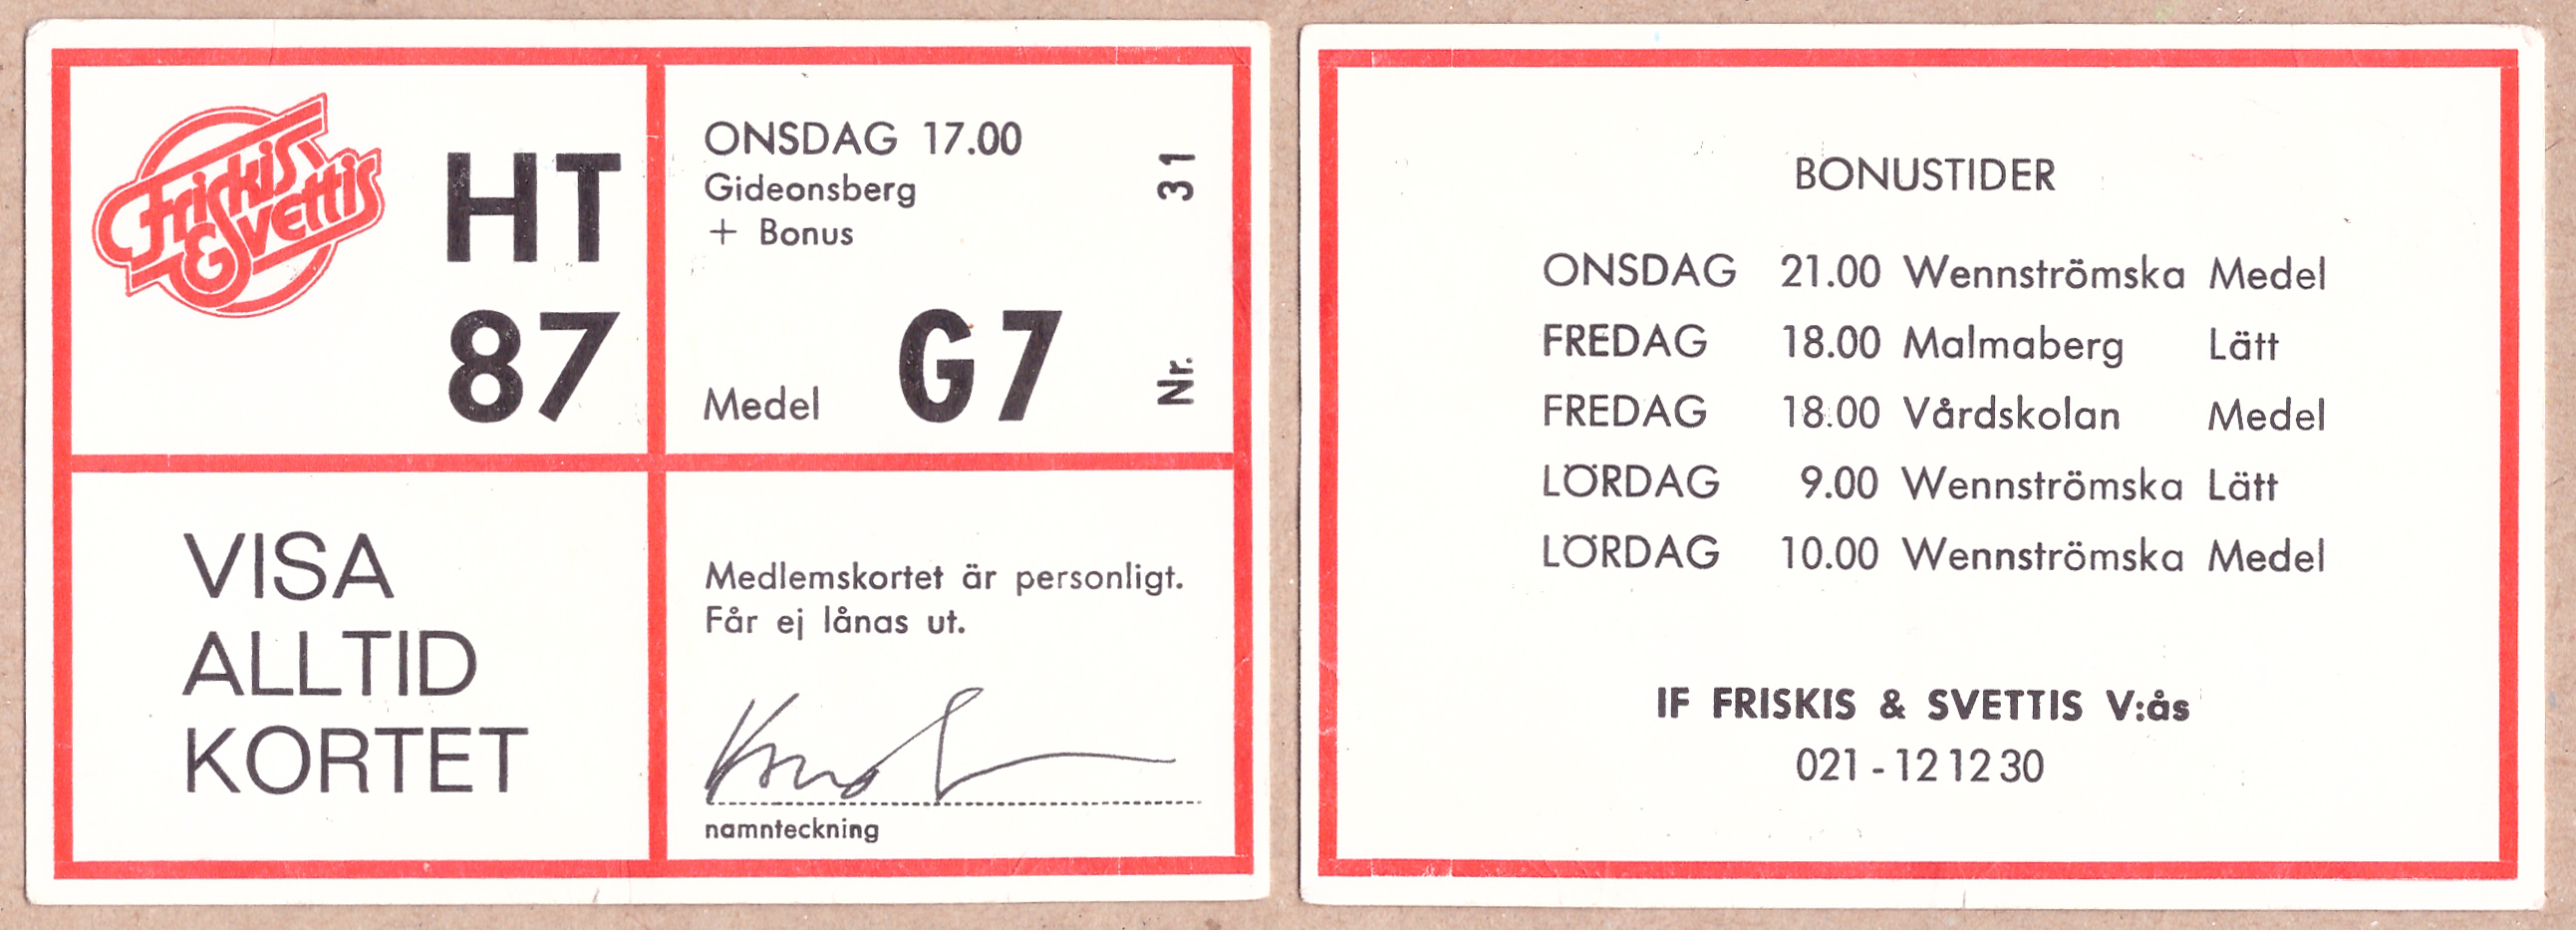 Friskis
&Svettis
HT
87
ONSDAG 17.00
Gideonsberg
+ Bonus
Medel G7
Nr. 31
VISA
ALLTID
KORTET
Medlemskortet är personligt.
Får ej lånas ut.
namnteckning
BONUSTIDER
ONSDAG 21.00 Wennströmska Medel
FREDAG 18.00 Malmaberg Lätt
FREDAG 18.00 Vårdskolan Medel
LÖRDAG 9.00 Wennströmska Lätt
LÖRDAG 10.00 Wennströmska Medel
IF FRISKIS & SVETTIS V:ås
021 - 12 12 30